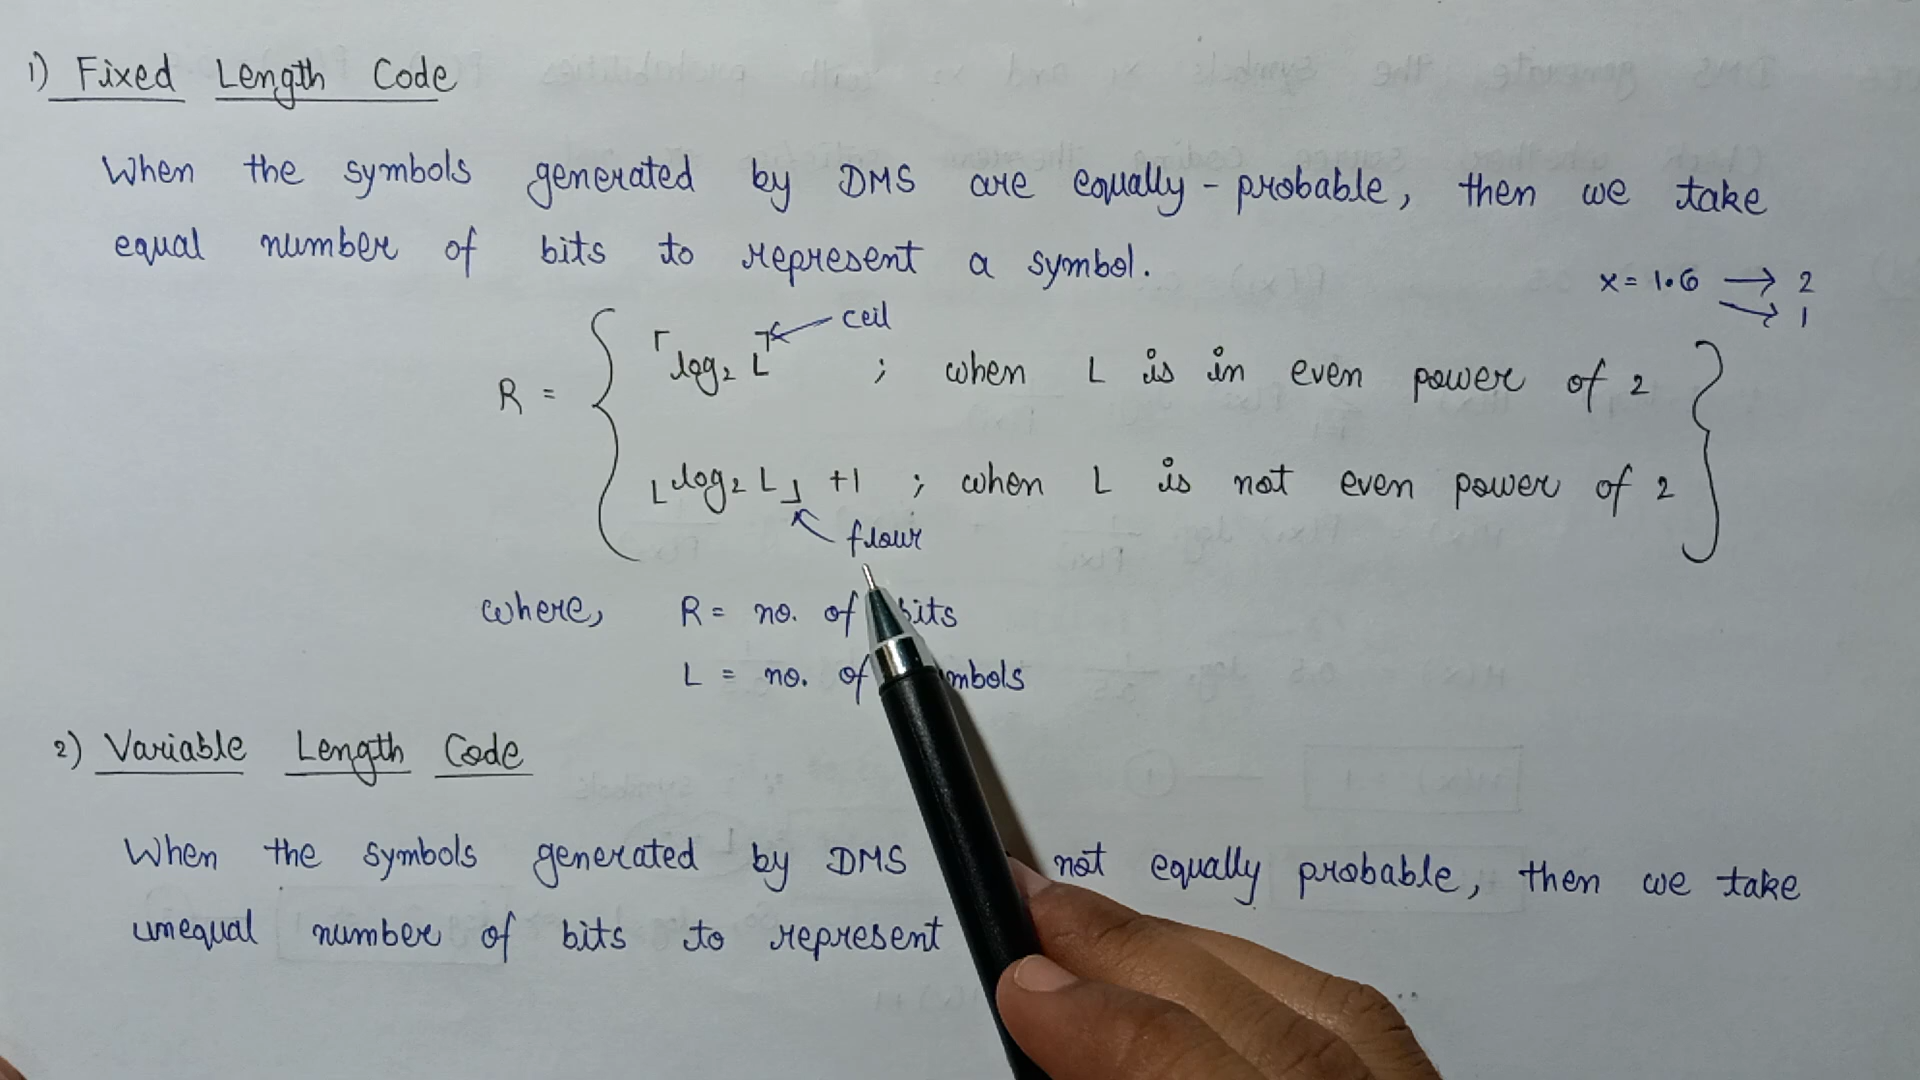 1) Fixed Length Code
When the symbols generated by DMS are equally-probable, then we take
equal number of bits to represent a symbol.
x = 1.6 → 2
→ 1
R = { ⌈log₂ L⌉ ← ceil ; when L is in even power of 2 }
⌊log₂ L⌋ +1 ; when L is not even power of 2
flour
where, R = no. of bits
L = no. of
2) Variable Length Code
When the symbols generated by DMS not equally probable, then we take
unequal number of bits to represent